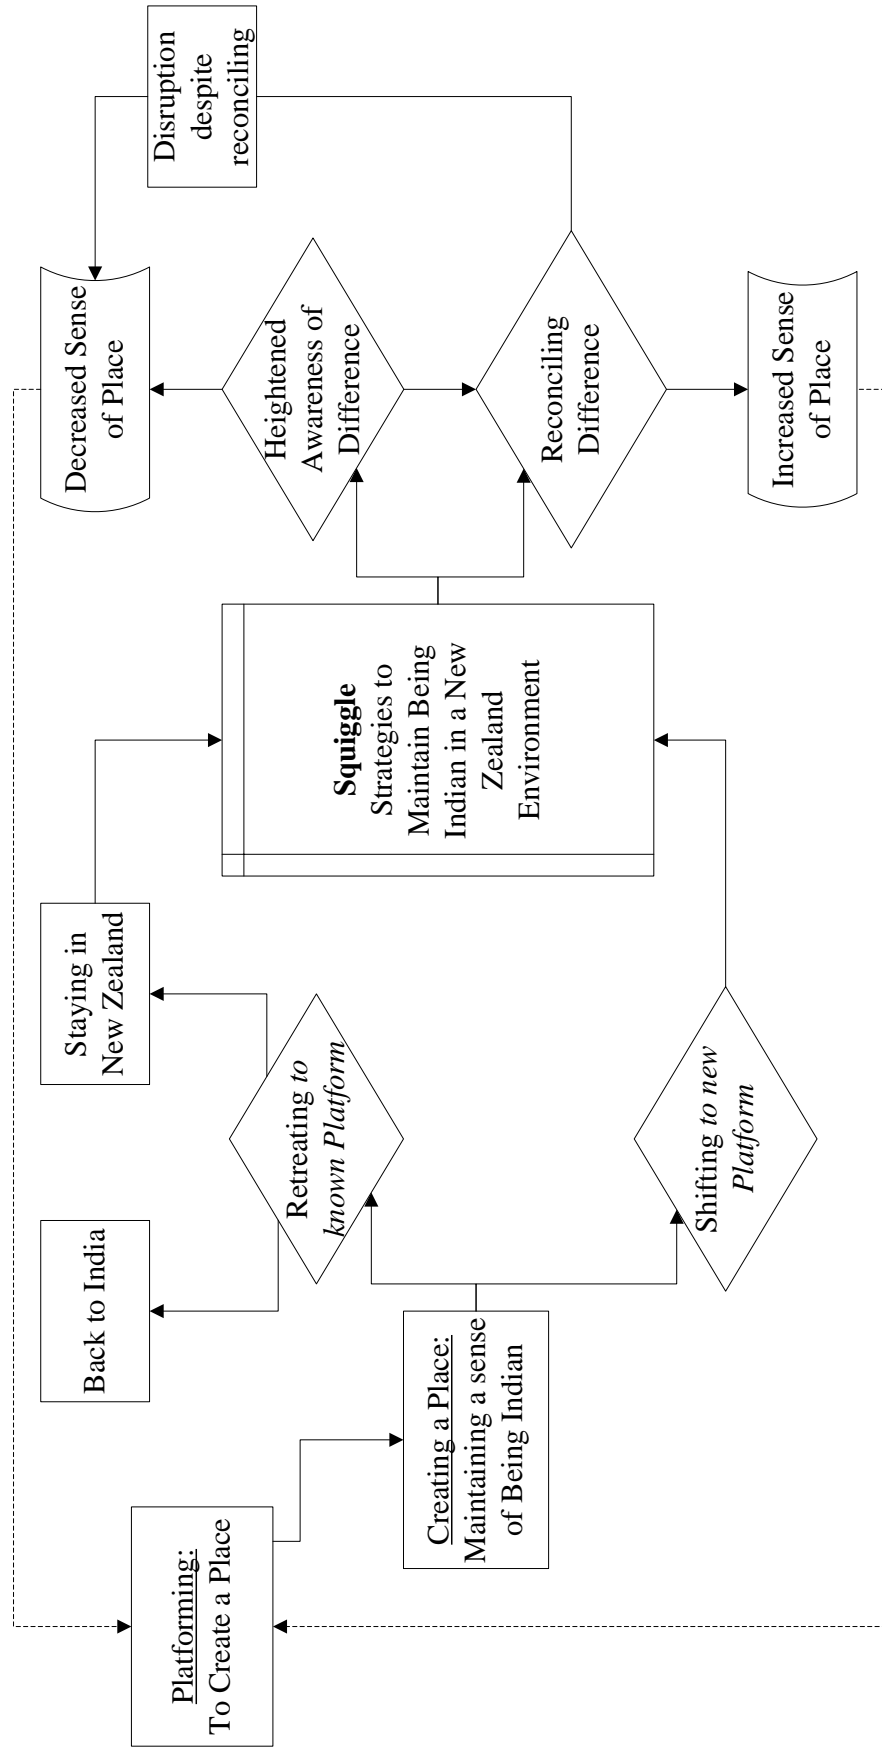 Platforming:
To Create a Place
Creating a Place:
Maintaining a sense
of Being Indian
Back to India
Retreating to
known Platform
Shifting to new
Platform
Staying in
New Zealand
Squiggle
Strategies to
Maintain Being
Indian in a New
Zealand
Environment
Decreased Sense
of Place
Heightened
Awareness of
Difference
Reconciling
Difference
Increased Sense
of Place
Disruption
despite
reconciling